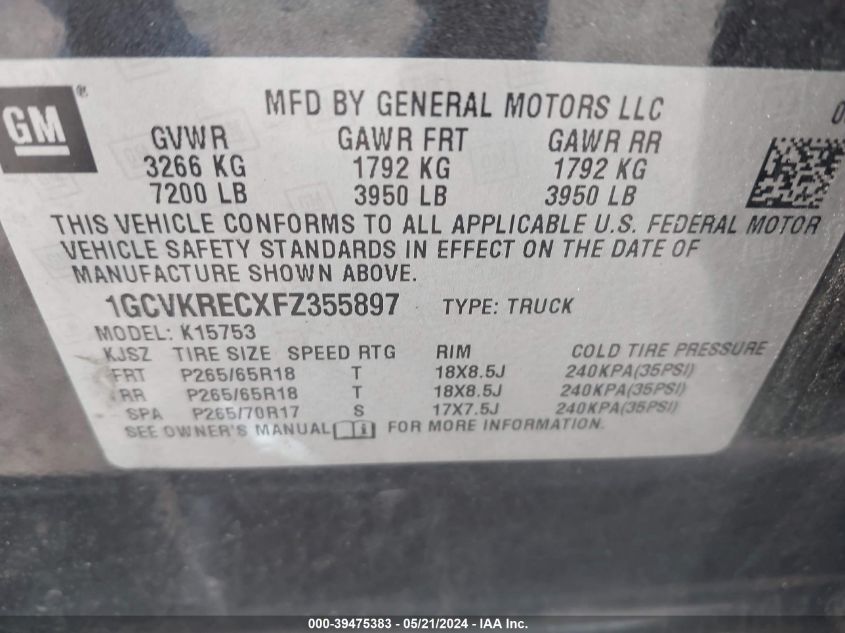 GM ®
MFD BY GENERAL MOTORS LLC 0
GVWR GAWR FRT GAWR RR
3266 KG 1792 KG 1792 KG
7200 LB 3950 LB 3950 LB
THIS VEHICLE CONFORMS TO ALL APPLICABLE U.S. FEDERAL MOTOR
VEHICLE SAFETY STANDARDS IN EFFECT ON THE DATE OF
MANUFACTURE SHOWN ABOVE.
1GCVKRECXFZ355897 TYPE: TRUCK
MODEL: K15753
KJSZ TIRE SIZE SPEED RTG RIM COLD TIRE PRESSURE
FRT P265/65R18 T 18X8.5J 240KPA(35PSI)
RR P265/65R18 T 18X8.5J 240KPA(35PSI)
SPA P265/70R17 S 17X7.5J 240KPA(35PSI)
SEE OWNER'S MANUAL FOR MORE INFORMATION.
000-39475383 - 05/21/2024 - IAA Inc.